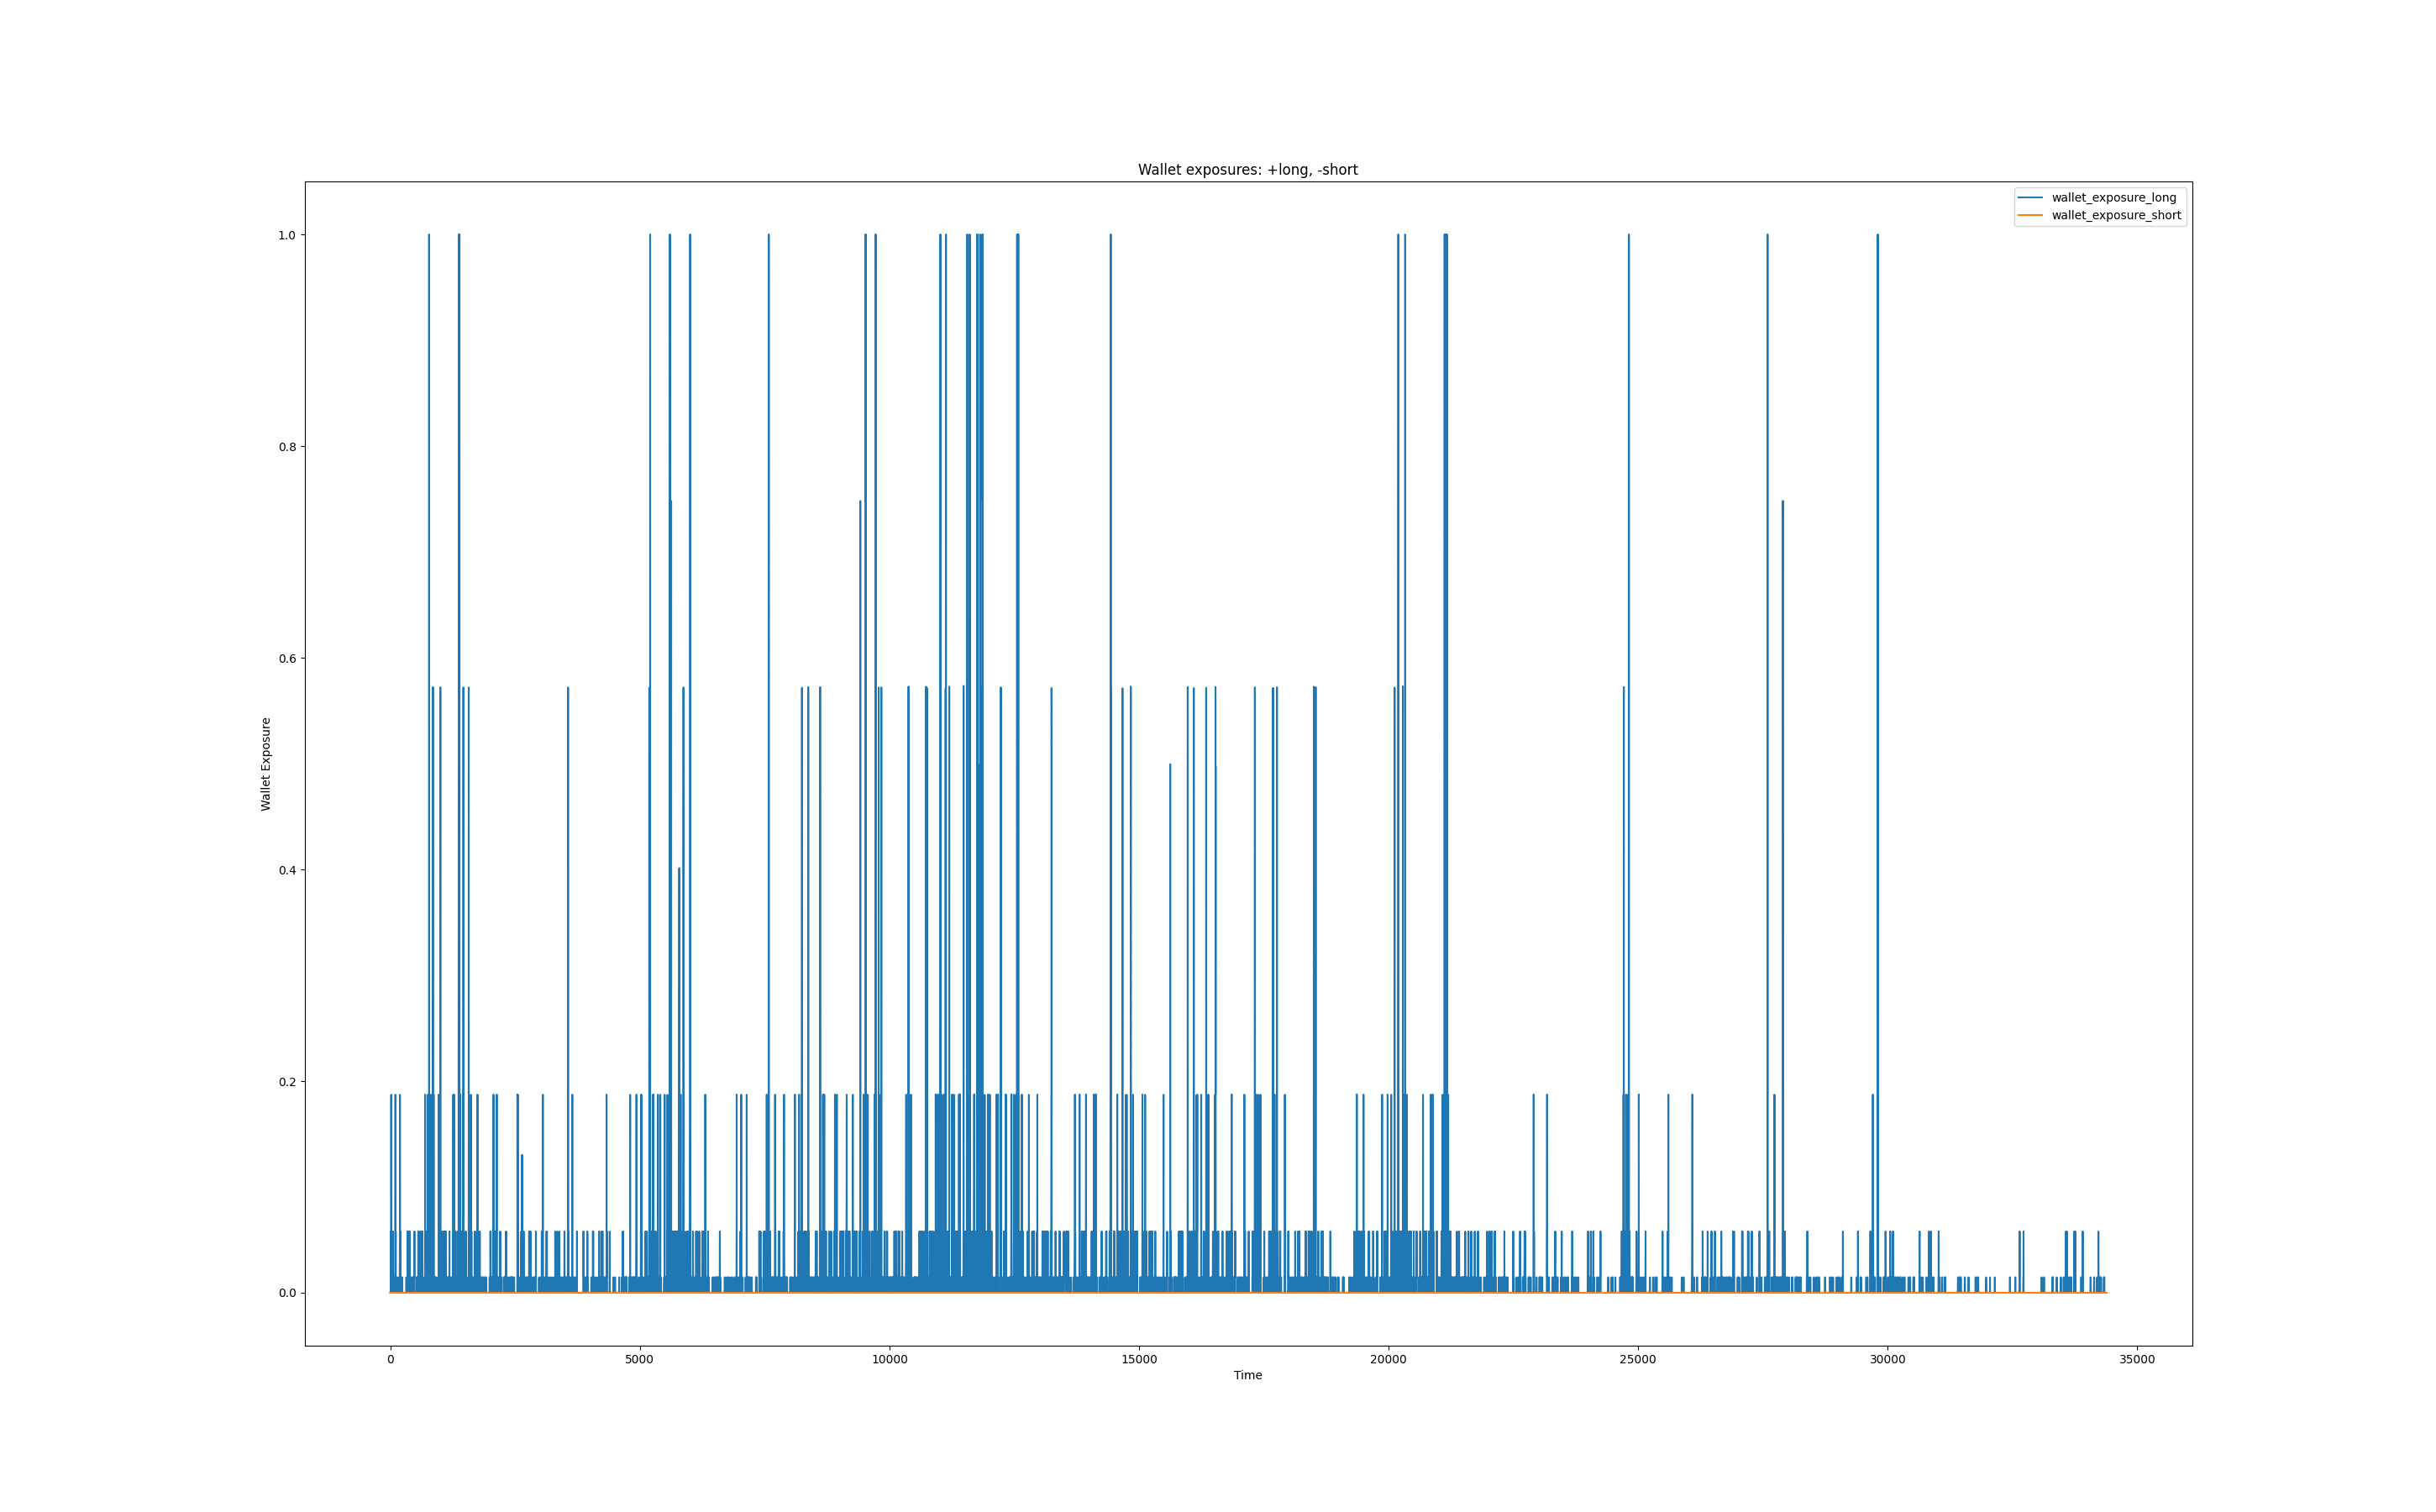 Wallet exposures: +long, -short
wallet_exposure_long
wallet_exposure_short
1.0
0.8
0.6
0.4
0.2
0.0
Wallet Exposure
0 5000 10000 15000 20000 25000 30000 35000
Time